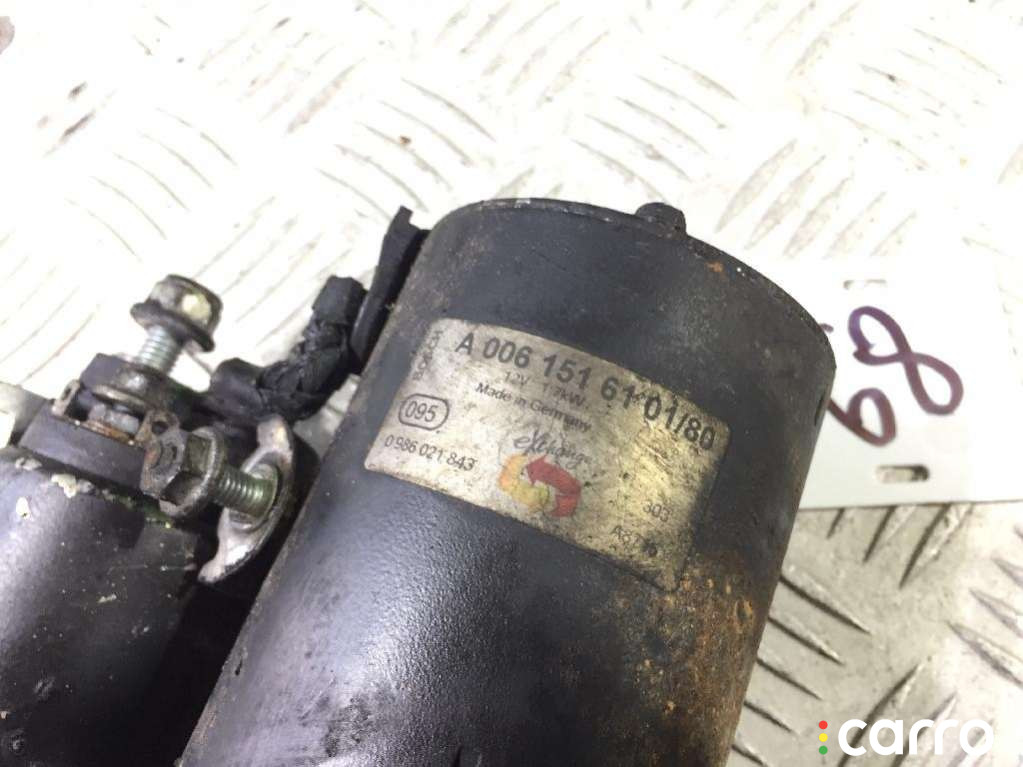 A 006 151 61 01/80
12V 1.7kW
Made in Germany
095
0 986 021 843
exchange
303
68
carro